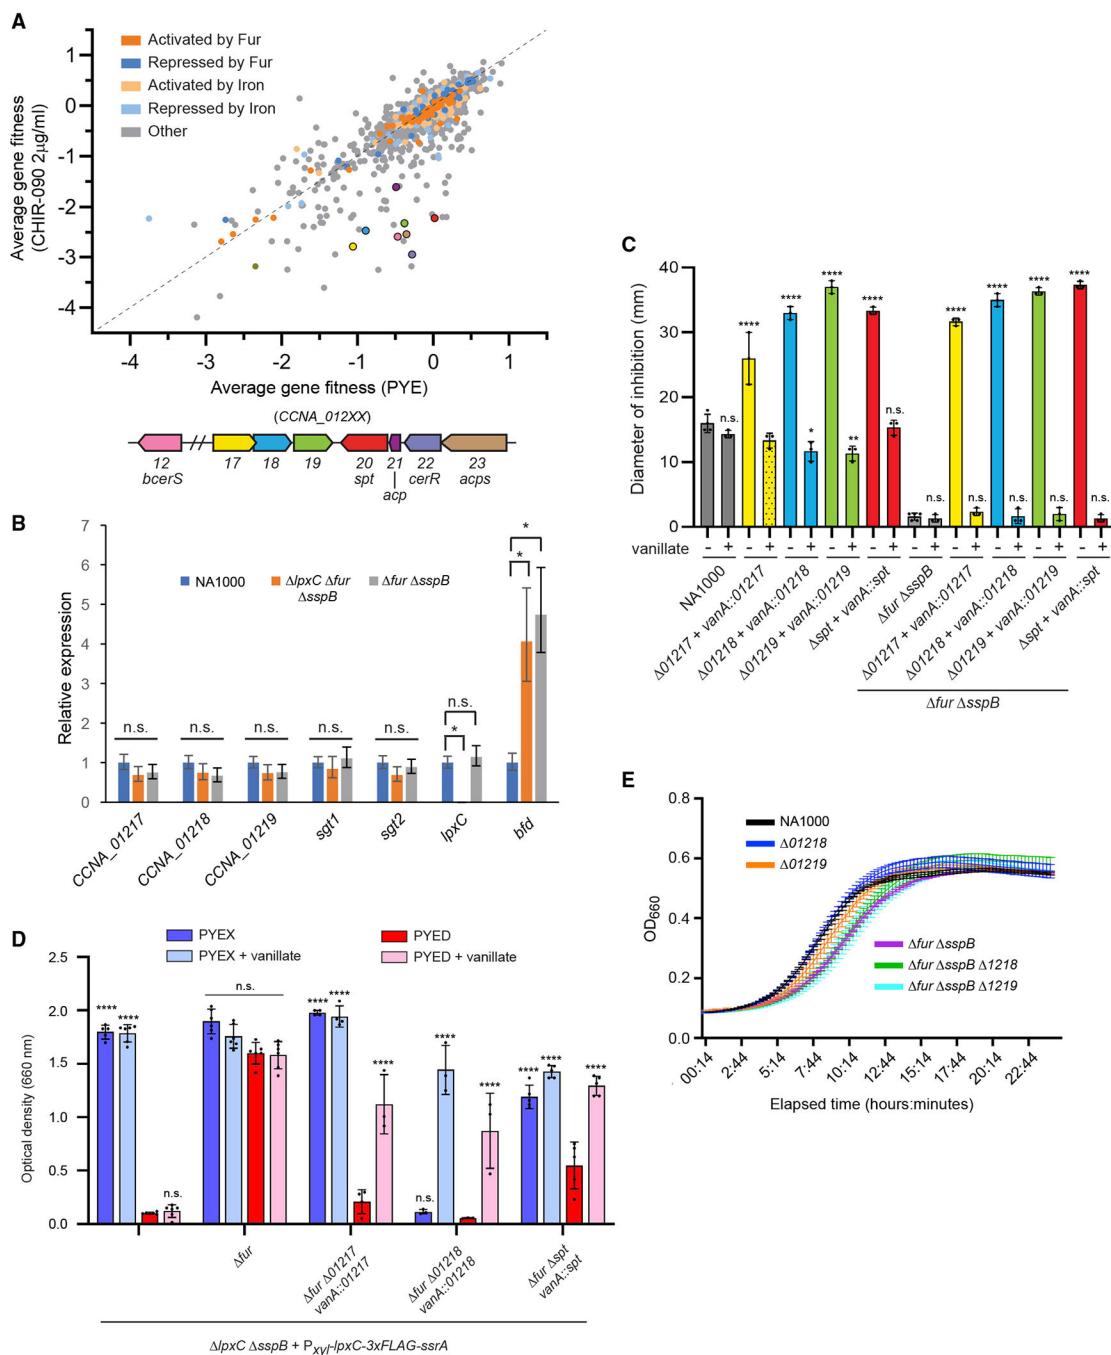 A
Activated by Fur
Repressed by Fur
Activated by Iron
Repressed by Iron
Other
Average gene fitness
(CHIR-090 2μg/ml)
1
0
-1
-2
-3
-4
-4 -3 -2 -1 0 1
Average gene fitness (PYE)
(CCNA_012XX)
12 17 18 19 20 21 22 23
bcerS spt acp cerR acps
B
Relative expression
7
6
5
4
3
2
1
0
NA1000 ΔlpxC Δfur ΔsspB Δfur ΔsspB
n.s. n.s. n.s. n.s. n.s. n.s. * * *
CCNA_01217 CCNA_01218 CCNA_01219 sgt1 sgt2 lpxC bfd
C
Diameter of inhibition (mm)
40
30
20
10
0
n.s. **** **** * **** ** **** n.s. n.s. **** n.s. **** n.s. **** n.s. **** n.s.
vanillate - + - + - + - + - + - + - + - + - + - +
NA1000
Δ01217 + vanA::01217
Δ01218 + vanA::01218
Δ01219 + vanA::01219
Δspt + vanA::spt
Δfur ΔsspB
Δ01217 + vanA::01217
Δ01218 + vanA::01218
Δ01219 + vanA::01219
Δspt + vanA::spt
Δfur ΔsspB
D
PYEX PYED
PYEX + vanillate PYED + vanillate
Optical density (660 nm)
2.5
2.0
1.5
1.0
0.5
0.0
**** **** n.s. n.s. **** **** **** n.s. **** **** **** **** ****
Δfur
Δfur Δ01217
vanA::01217
Δfur Δ01218
vanA::01218
Δfur Δspt
vanA::spt
ΔlpxC ΔsspB + Pxyl-lpxC-3xFLAG-ssrA
E
OD660
0.8
0.6
0.4
0.2
0.0
NA1000
Δ01218
Δ01219
Δfur ΔsspB
Δfur ΔsspB Δ1218
Δfur ΔsspB Δ1219
00:14 2:44 5:14 7:44 10:14 12:44 15:14 17:44 20:14 22:44
Elapsed time (hours:minutes)